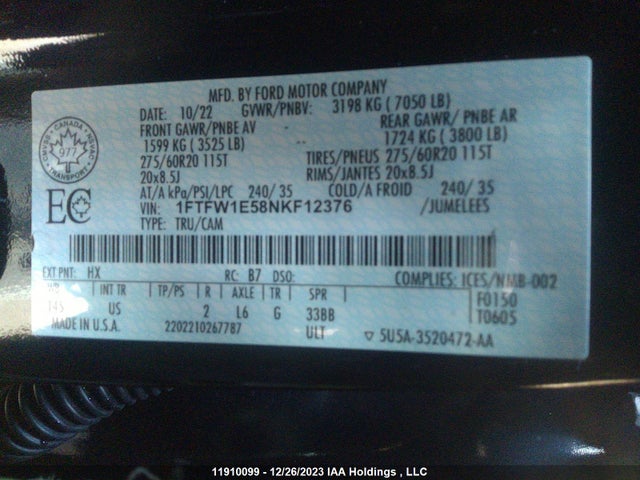 MFD. BY FORD MOTOR COMPANY
DATE: 10/22 GVWR/PNBV: 3198 KG ( 7050 LB)
FRONT GAWR/PNBE AV REAR GAWR/ PNBE AR
1599 KG ( 3525 LB) 1724 KG ( 3800 LB)
275/60R20 115T TIRES/PNEUS 275/60R20 115T
20x8.5J RIMS/JANTES 20x8.5J
AT/A kPa/PSI/LPC 240/ 35 COLD/A FROID 240/ 35
VIN: 1FTFW1E58NKF12376 /JUMELEES
TYPE: TRU/CAM
CANADA
977
TRANSPORT
EC
EXT PNT: HX RC: B7 DSO: COMPLIES: ICES/NMB-002
INT TR TP/PS R AXLE TR SPR F0150
145 US 2 L6 G 33BB T0605
MADE IN U.S.A. 2202210267787 ULT ▽ 5U5A-3520472-AA
11910099 - 12/26/2023 IAA Holdings , LLC